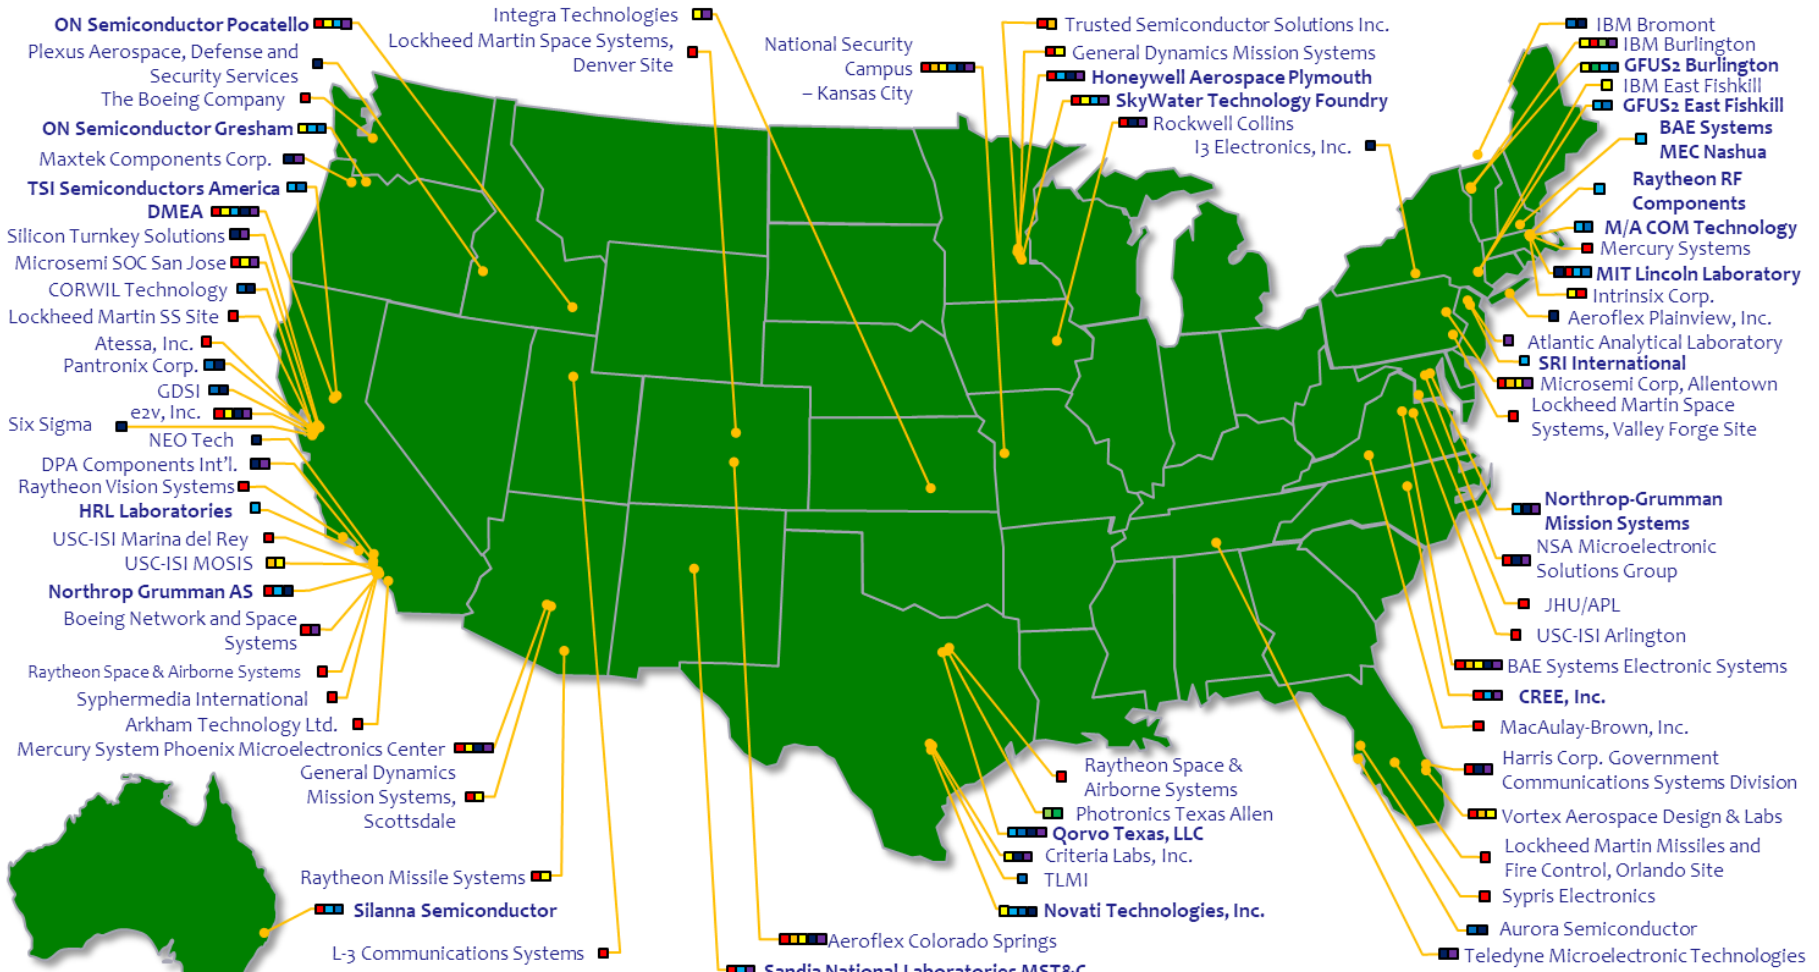 ON Semiconductor Pocatello
Plexus Aerospace, Defense and
Security Services
The Boeing Company
ON Semiconductor Gresham
Maxtek Components Corp.
TSI Semiconductors America
DMEA
Silicon Turnkey Solutions
Microsemi SOC San Jose
CORWIL Technology
Lockheed Martin SS Site
Atessa, Inc.
Pantronix Corp.
GDSI
e2v, Inc.
Six Sigma
NEO Tech
DPA Components Int'l.
Raytheon Vision Systems
HRL Laboratories
USC-ISI Marina del Rey
USC-ISI MOSIS
Northrop Grumman AS
Boeing Network and Space
Systems
Raytheon Space & Airborne Systems
Syphermedia International
Arkham Technology Ltd.
Mercury System Phoenix Microelectronics Center
General Dynamics
Mission Systems,
Scottsdale
Raytheon Missile Systems
Silanna Semiconductor
L-3 Communications Systems
Integra Technologies
Lockheed Martin Space Systems,
Denver Site
National Security
Campus
– Kansas City
Trusted Semiconductor Solutions Inc.
General Dynamics Mission Systems
Honeywell Aerospace Plymouth
SkyWater Technology Foundry
Rockwell Collins
I3 Electronics, Inc.
IBM Bromont
IBM Burlington
GFUS2 Burlington
IBM East Fishkill
GFUS2 East Fishkill
BAE Systems
MEC Nashua
Raytheon RF
Components
M/A COM Technology
Mercury Systems
MIT Lincoln Laboratory
Intrinsix Corp.
Aeroflex Plainview, Inc.
Atlantic Analytical Laboratory
SRI International
Microsemi Corp, Allentown
Lockheed Martin Space
Systems, Valley Forge Site
Northrop-Grumman
Mission Systems
NSA Microelectronic
Solutions Group
JHU/APL
USC-ISI Arlington
BAE Systems Electronic Systems
CREE, Inc.
MacAulay-Brown, Inc.
Harris Corp. Government
Communications Systems Division
Vortex Aerospace Design & Labs
Lockheed Martin Missiles and
Fire Control, Orlando Site
Sypris Electronics
Aurora Semiconductor
Teledyne Microelectronic Technologies
Raytheon Space &
Airborne Systems
Photronics Texas Allen
Qorvo Texas, LLC
Criteria Labs, Inc.
TLMI
Novati Technologies, Inc.
Aeroflex Colorado Springs
Sandia National Laboratories MST&C